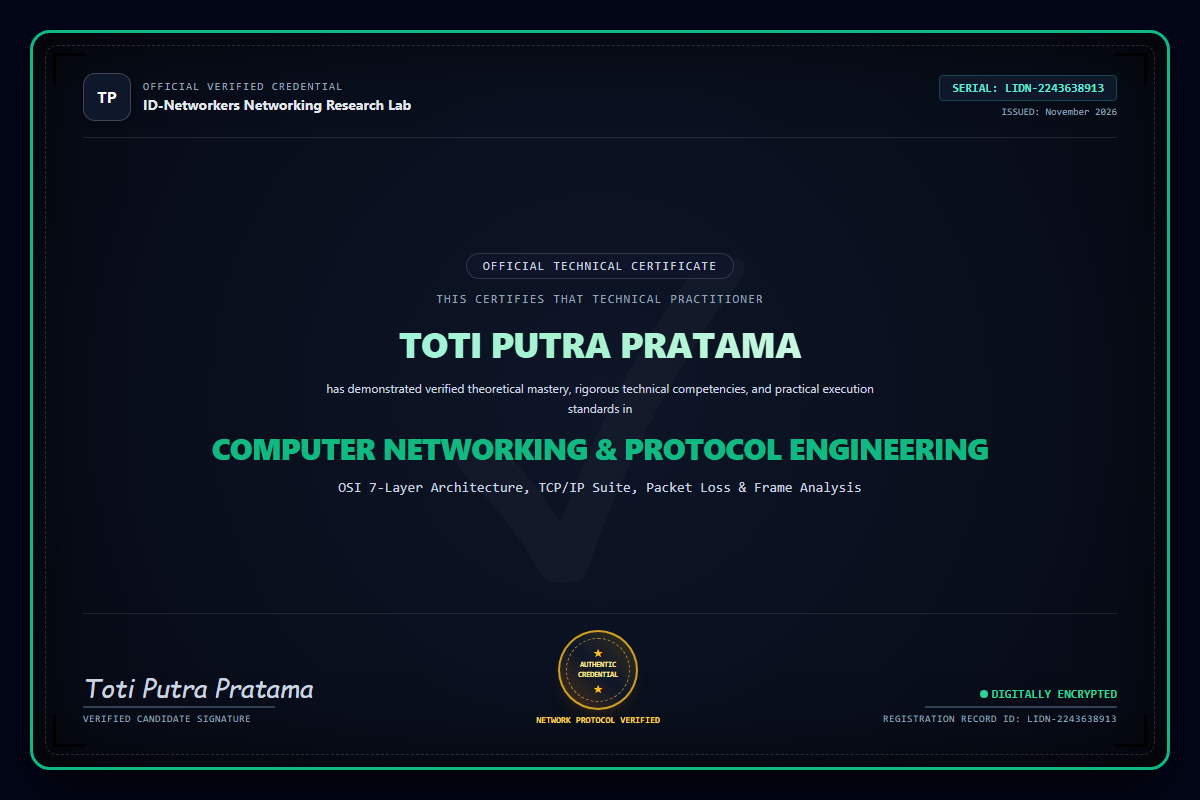 TP
OFFICIAL VERIFIED CREDENTIAL
ID-Networkers Networking Research Lab
SERIAL: LIDN-2243638913
ISSUED: November 2026
OFFICIAL TECHNICAL CERTIFICATE
THIS CERTIFIES THAT TECHNICAL PRACTITIONER
TOTI PUTRA PRATAMA
has demonstrated verified theoretical mastery, rigorous technical competencies, and practical execution
standards in
COMPUTER NETWORKING & PROTOCOL ENGINEERING
OSI 7-Layer Architecture, TCP/IP Suite, Packet Loss & Frame Analysis
Toti Putra Pratama
VERIFIED CANDIDATE SIGNATURE
★
AUTHENTIC
CREDENTIAL
★
NETWORK PROTOCOL VERIFIED
DIGITALLY ENCRYPTED
REGISTRATION RECORD ID: LIDN-2243638913